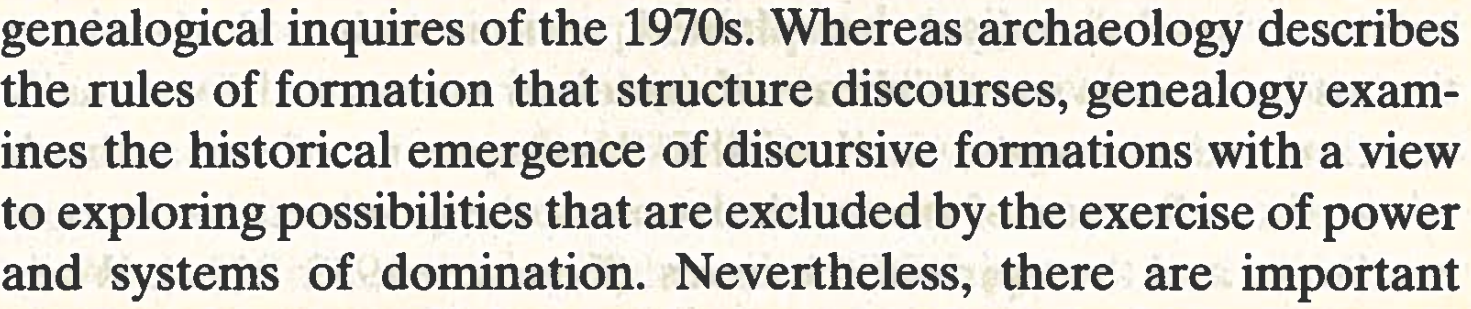 genealogical inquires of the 1970s. Whereas archaeology describes
the rules of formation that structure discourses, genealogy exam-
ines the historical emergence of discursive formations with a view
to exploring possibilities that are excluded by the exercise of power
and systems of domination. Nevertheless, there are important